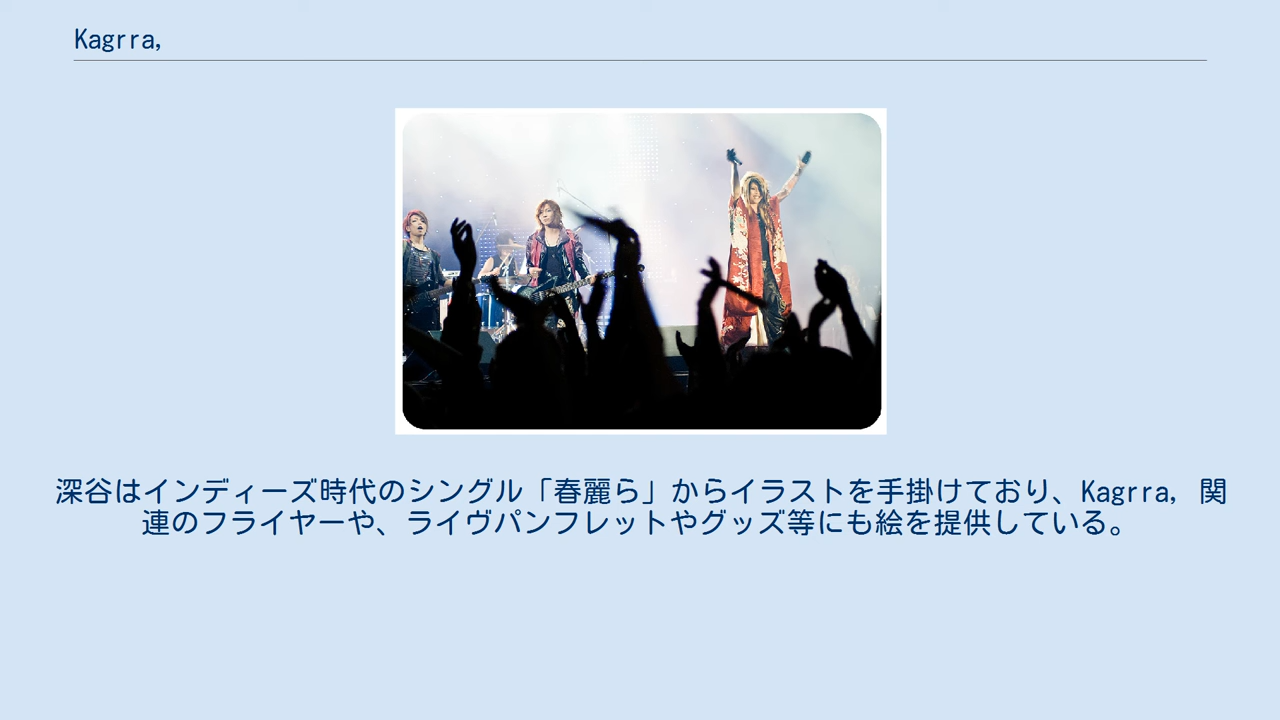 Kagrra,
深谷はインディーズ時代のシングル「春麗ら」からイラストを手掛けており、Kagrra, 関
連のフライヤーや、ライヴパンフレットやグッズ等にも絵を提供している。